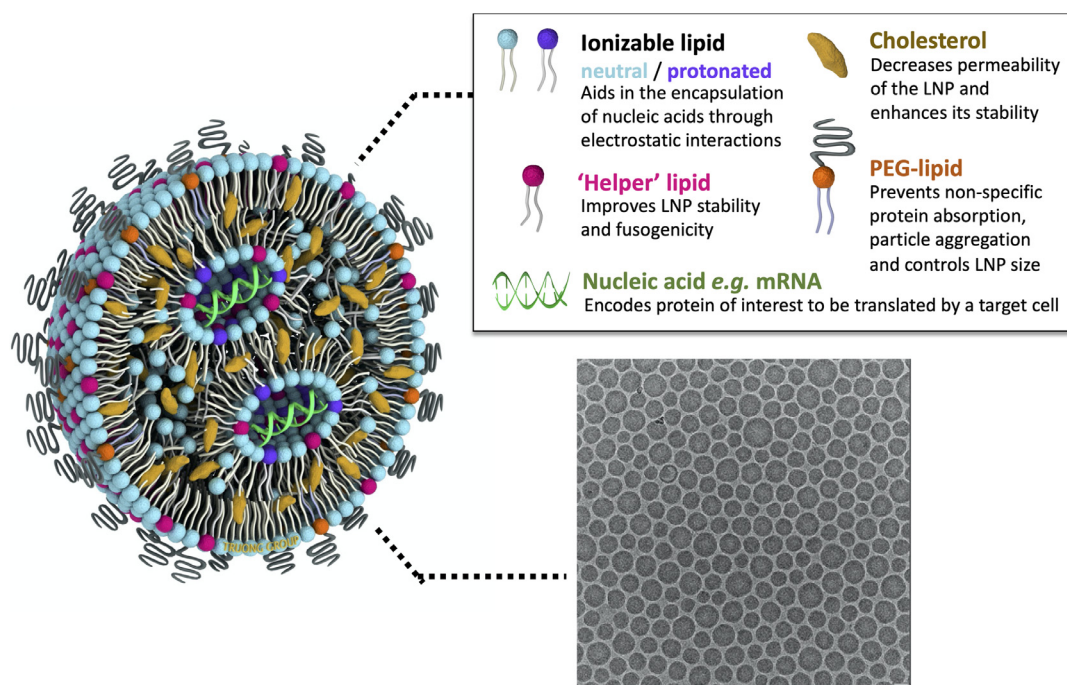 Ionizable lipid
neutral / protonated
Aids in the encapsulation
of nucleic acids through
electrostatic interactions
Cholesterol
Decreases permeability
of the LNP and
enhances its stability
‘Helper’ lipid
Improves LNP stability
and fusogenicity
PEG-lipid
Prevents non-specific
protein absorption,
particle aggregation
and controls LNP size
Nucleic acid e.g. mRNA
Encodes protein of interest to be translated by a target cell
TRUONG GROUP